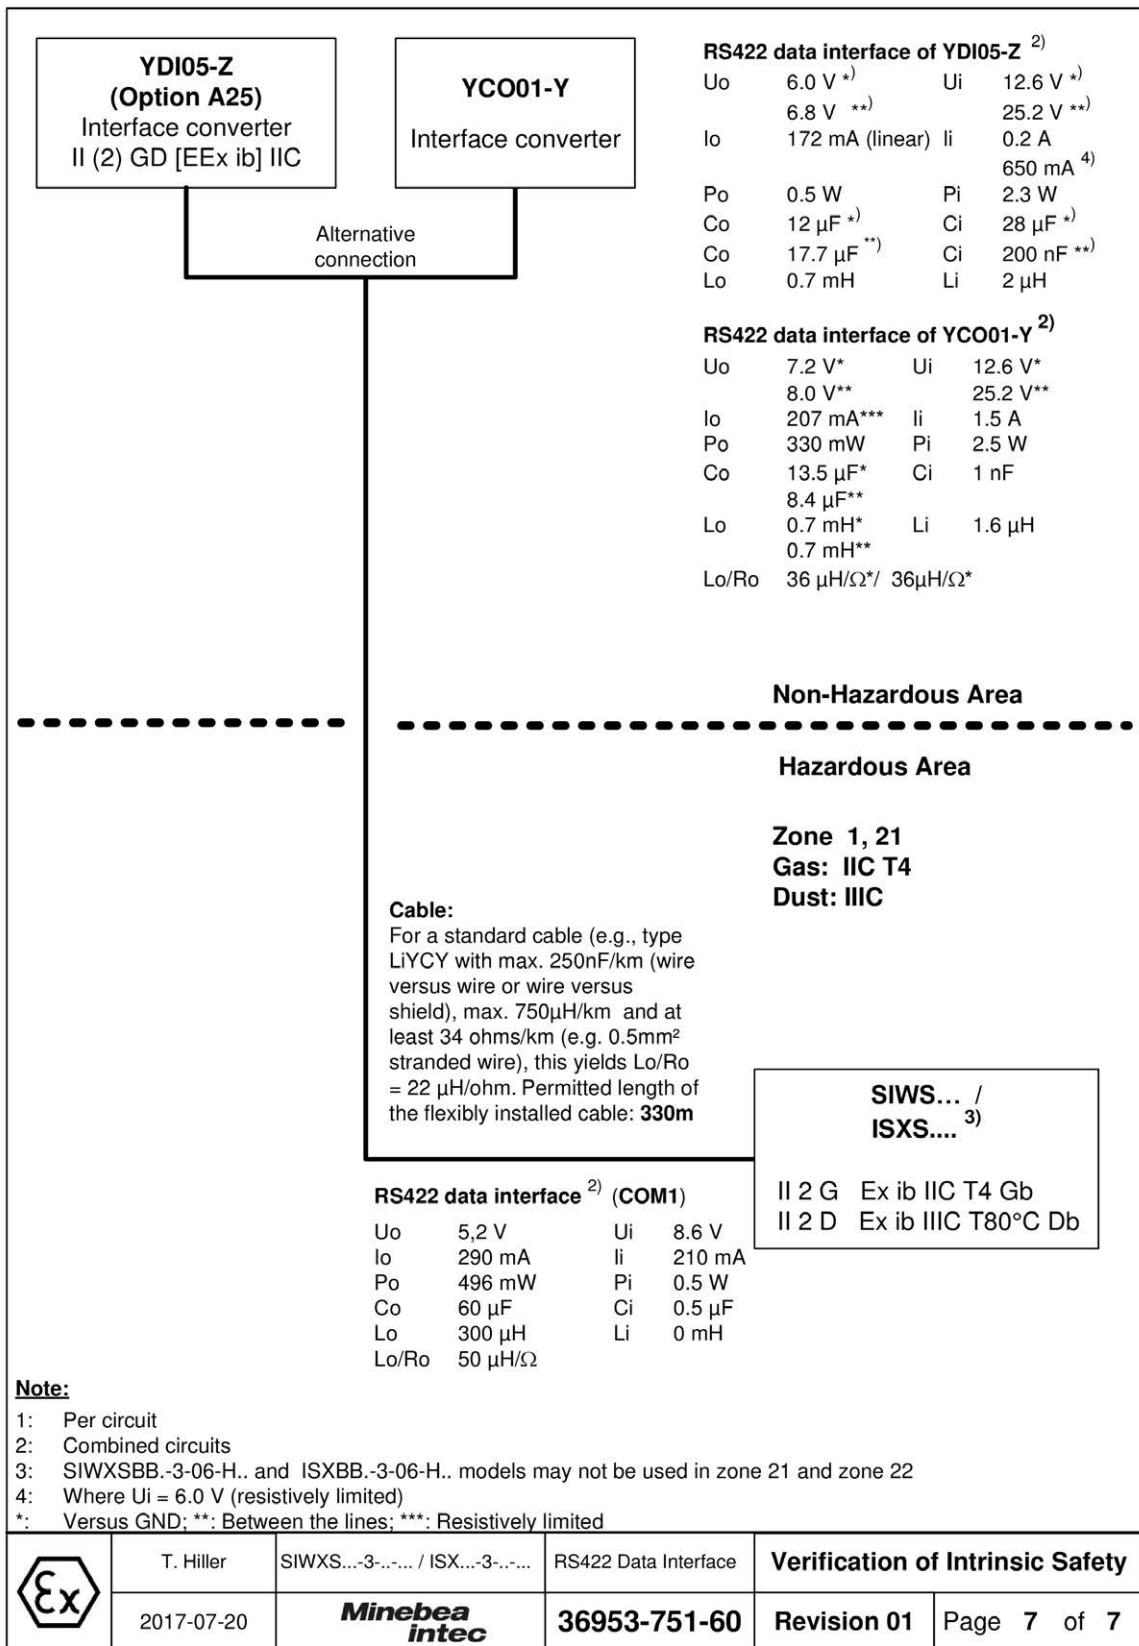 YDI05-Z
(Option A25)
Interface converter
II (2) GD [EEx ib] IIC
YCO01-Y
Interface converter
Alternative
connection
RS422 data interface of YDI05-Z 2)
Uo 6.0 V *) Ui 12.6 V *)
6.8 V **) 25.2 V **)
Io 172 mA (linear) Ii 0.2 A
650 mA 4)
Po 0.5 W Pi 2.3 W
Co 12 µF *) Ci 28 µF *)
Co 17.7 µF **) Ci 200 nF **)
Lo 0.7 mH Li 2 µH
RS422 data interface of YCO01-Y 2)
Uo 7.2 V* Ui 12.6 V*
8.0 V** 25.2 V**
Io 207 mA*** Ii 1.5 A
Po 330 mW Pi 2.5 W
Co 13.5 µF* Ci 1 nF
8.4 µF**
Lo 0.7 mH* Li 1.6 µH
0.7 mH**
Lo/Ro 36 µH/Ω*/ 36µH/Ω*
Non-Hazardous Area
Hazardous Area
Zone 1, 21
Gas: IIC T4
Dust: IIIC
Cable:
For a standard cable (e.g., type
LiYCY with max. 250nF/km (wire
versus wire or wire versus
shield), max. 750µH/km and at
least 34 ohms/km (e.g. 0.5mm²
stranded wire), this yields Lo/Ro
= 22 µH/ohm. Permitted length of
the flexibly installed cable: 330m
SIWS... /
ISXS.... 3)
II 2 G Ex ib IIC T4 Gb
II 2 D Ex ib IIIC T80°C Db
RS422 data interface 2) (COM1)
Uo 5,2 V Ui 8.6 V
Io 290 mA Ii 210 mA
Po 496 mW Pi 0.5 W
Co 60 µF Ci 0.5 µF
Lo 300 µH Li 0 mH
Lo/Ro 50 µH/Ω
Note:
1: Per circuit
2: Combined circuits
3: SIWXSBB.-3-06-H.. and ISXBB.-3-06-H.. models may not be used in zone 21 and zone 22
4: Where Ui = 6.0 V (resistively limited)
*: Versus GND; **: Between the lines; ***: Resistively limited
Ex
T. Hiller SIWXS...-3-..-... / ISX...-3-..-... RS422 Data Interface Verification of Intrinsic Safety
2017-07-20 Minebea intec 36953-751-60 Revision 01 Page 7 of 7